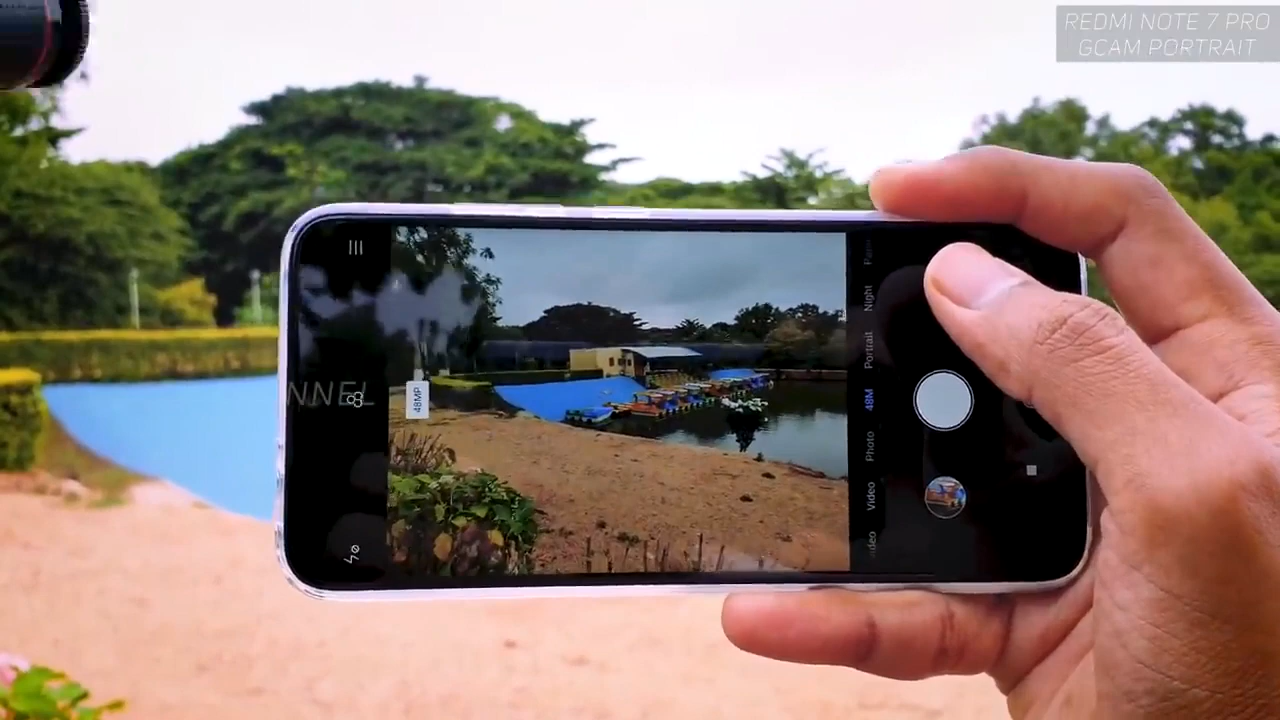 REDMI NOTE 7 PRO
GCAM PORTRAIT
NNEL
48MP
Night
Portrait
48M
Photo
Video